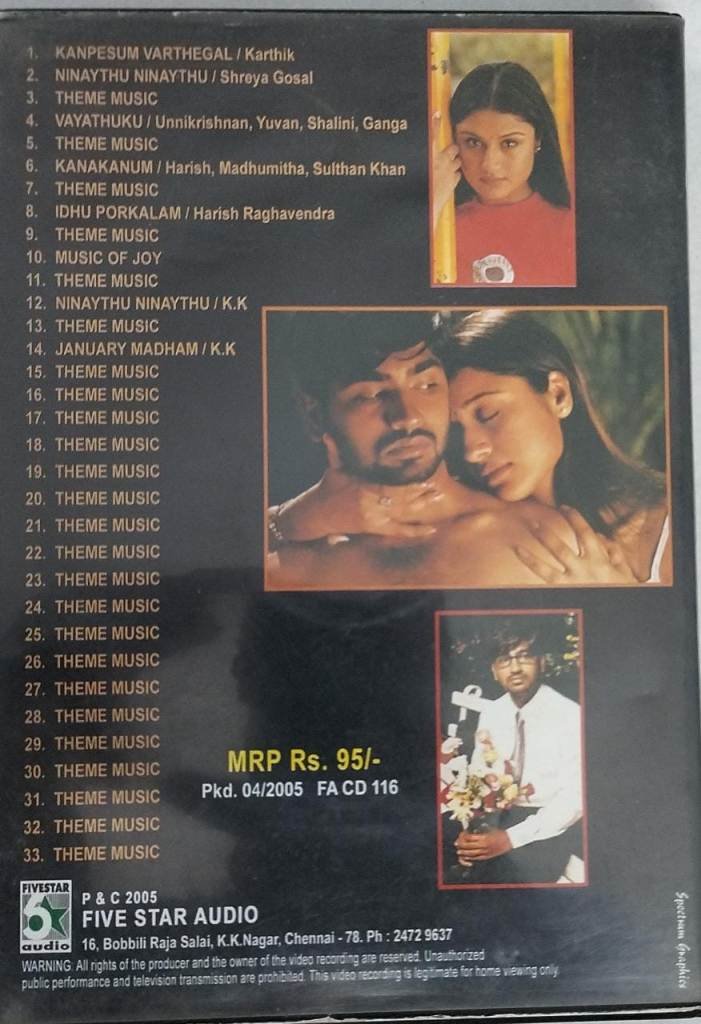 1. KANPESUM VARTHEGAL / Karthik
2. NINAYTHU NINAYTHU / Shreya Gosal
3. THEME MUSIC
4. VAYATHUKU / Unnikrishnan, Yuvan, Shalini, Ganga
5. THEME MUSIC
6. KANAKANUM / Harish, Madhumitha, Sulthan Khan
7. THEME MUSIC
8. IDHU PORKALAM / Harish Raghavendra
9. THEME MUSIC
10. MUSIC OF JOY
11. THEME MUSIC
12. NINAYTHU NINAYTHU / K.K
13. THEME MUSIC
14. JANUARY MADHAM / K.K
15. THEME MUSIC
16. THEME MUSIC
17. THEME MUSIC
18. THEME MUSIC
19. THEME MUSIC
20. THEME MUSIC
21. THEME MUSIC
22. THEME MUSIC
23. THEME MUSIC
24. THEME MUSIC
25. THEME MUSIC
26. THEME MUSIC
27. THEME MUSIC
28. THEME MUSIC
29. THEME MUSIC
30. THEME MUSIC
31. THEME MUSIC
32. THEME MUSIC
33. THEME MUSIC
MRP Rs. 95/-
Pkd. 04/2005 FA CD 116
FIVESTAR
audio
P & C 2005
FIVE STAR AUDIO
16, Bobbili Raja Salai, K.K.Nagar, Chennai - 78. Ph : 2472 9637
WARNING: All rights of the producer and the owner of the video recording are reserved. Unauthorized
public performance and television transmission are prohibited. This video recording is legitimate for home viewing only
Spectrum Graphics